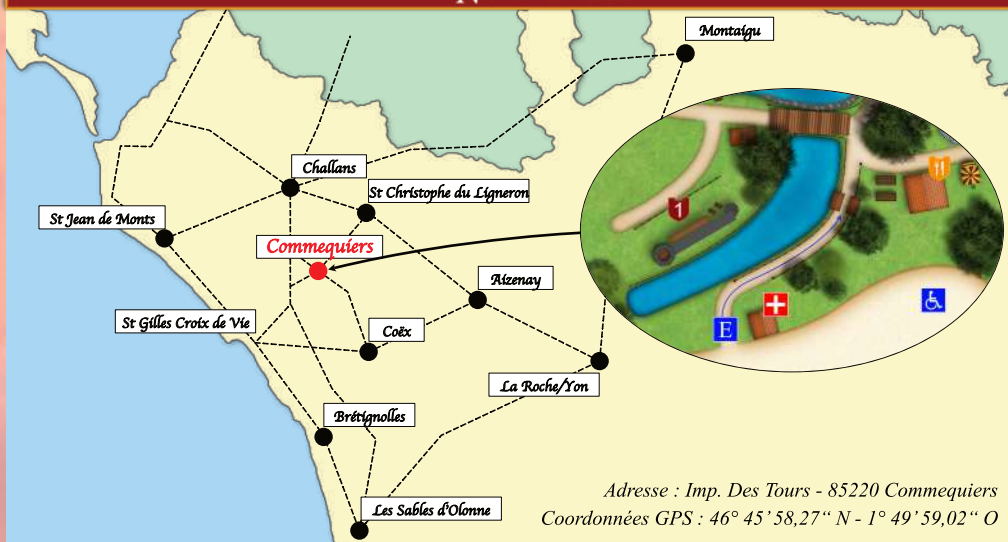 Montaigu
Challans
St Christophe du Ligneron
St Jean de Monts
Commequiers
1
Aizenay
St Gilles Croix de Vie
E
Coëx
La Roche/Yon
Brétignolles
Les Sables d'Olonne
Adresse : Imp. Des Tours - 85220 Commequiers
Coordonnées GPS : 46° 45’58,27“ N - 1° 49’59,02“ O